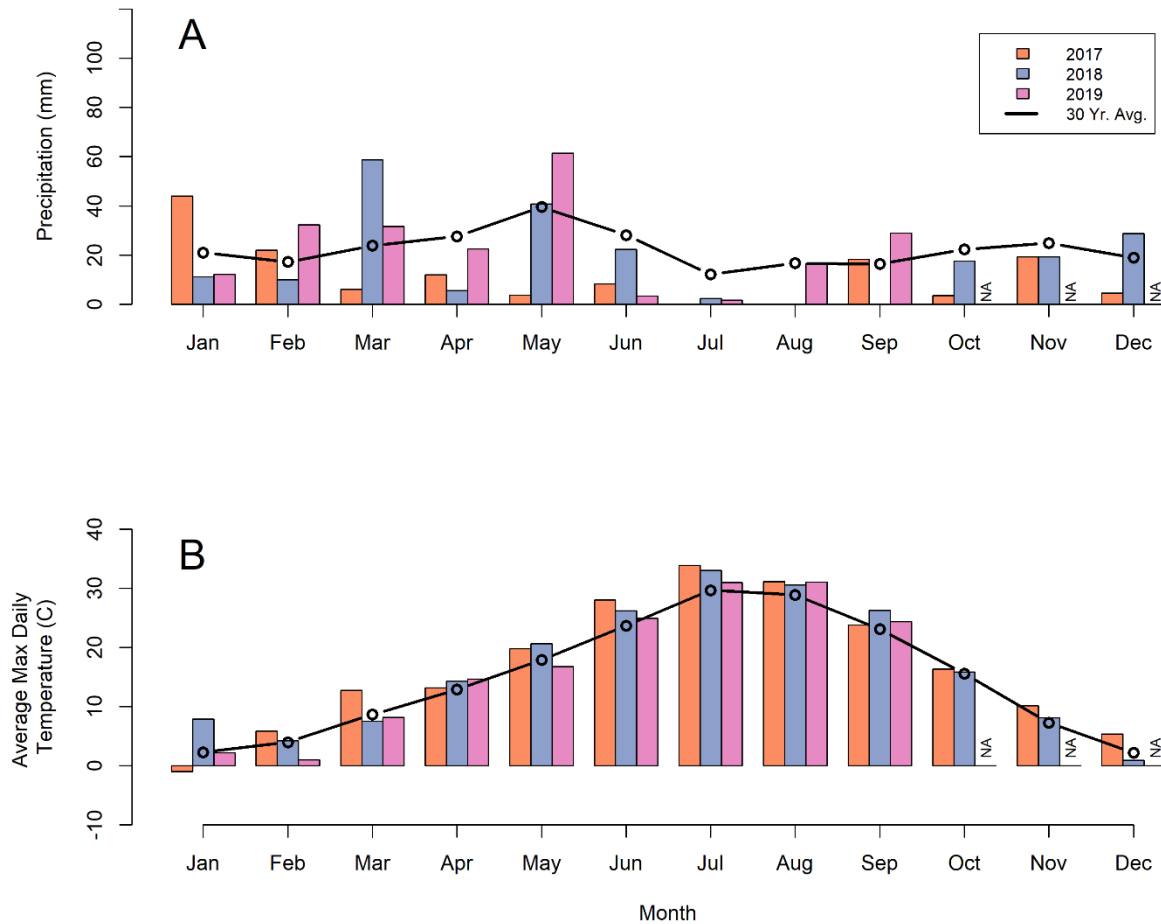 A
Precipitation (mm)
100
80
60
40
20
0
2017
2018
2019
30 Yr. Avg.
NA NA NA
Jan Feb Mar Apr May Jun Jul Aug Sep Oct Nov Dec
B
Average Max Daily
Temperature (C)
40
30
20
10
0
-10
NA NA NA
Jan Feb Mar Apr May Jun Jul Aug Sep Oct Nov Dec
Month